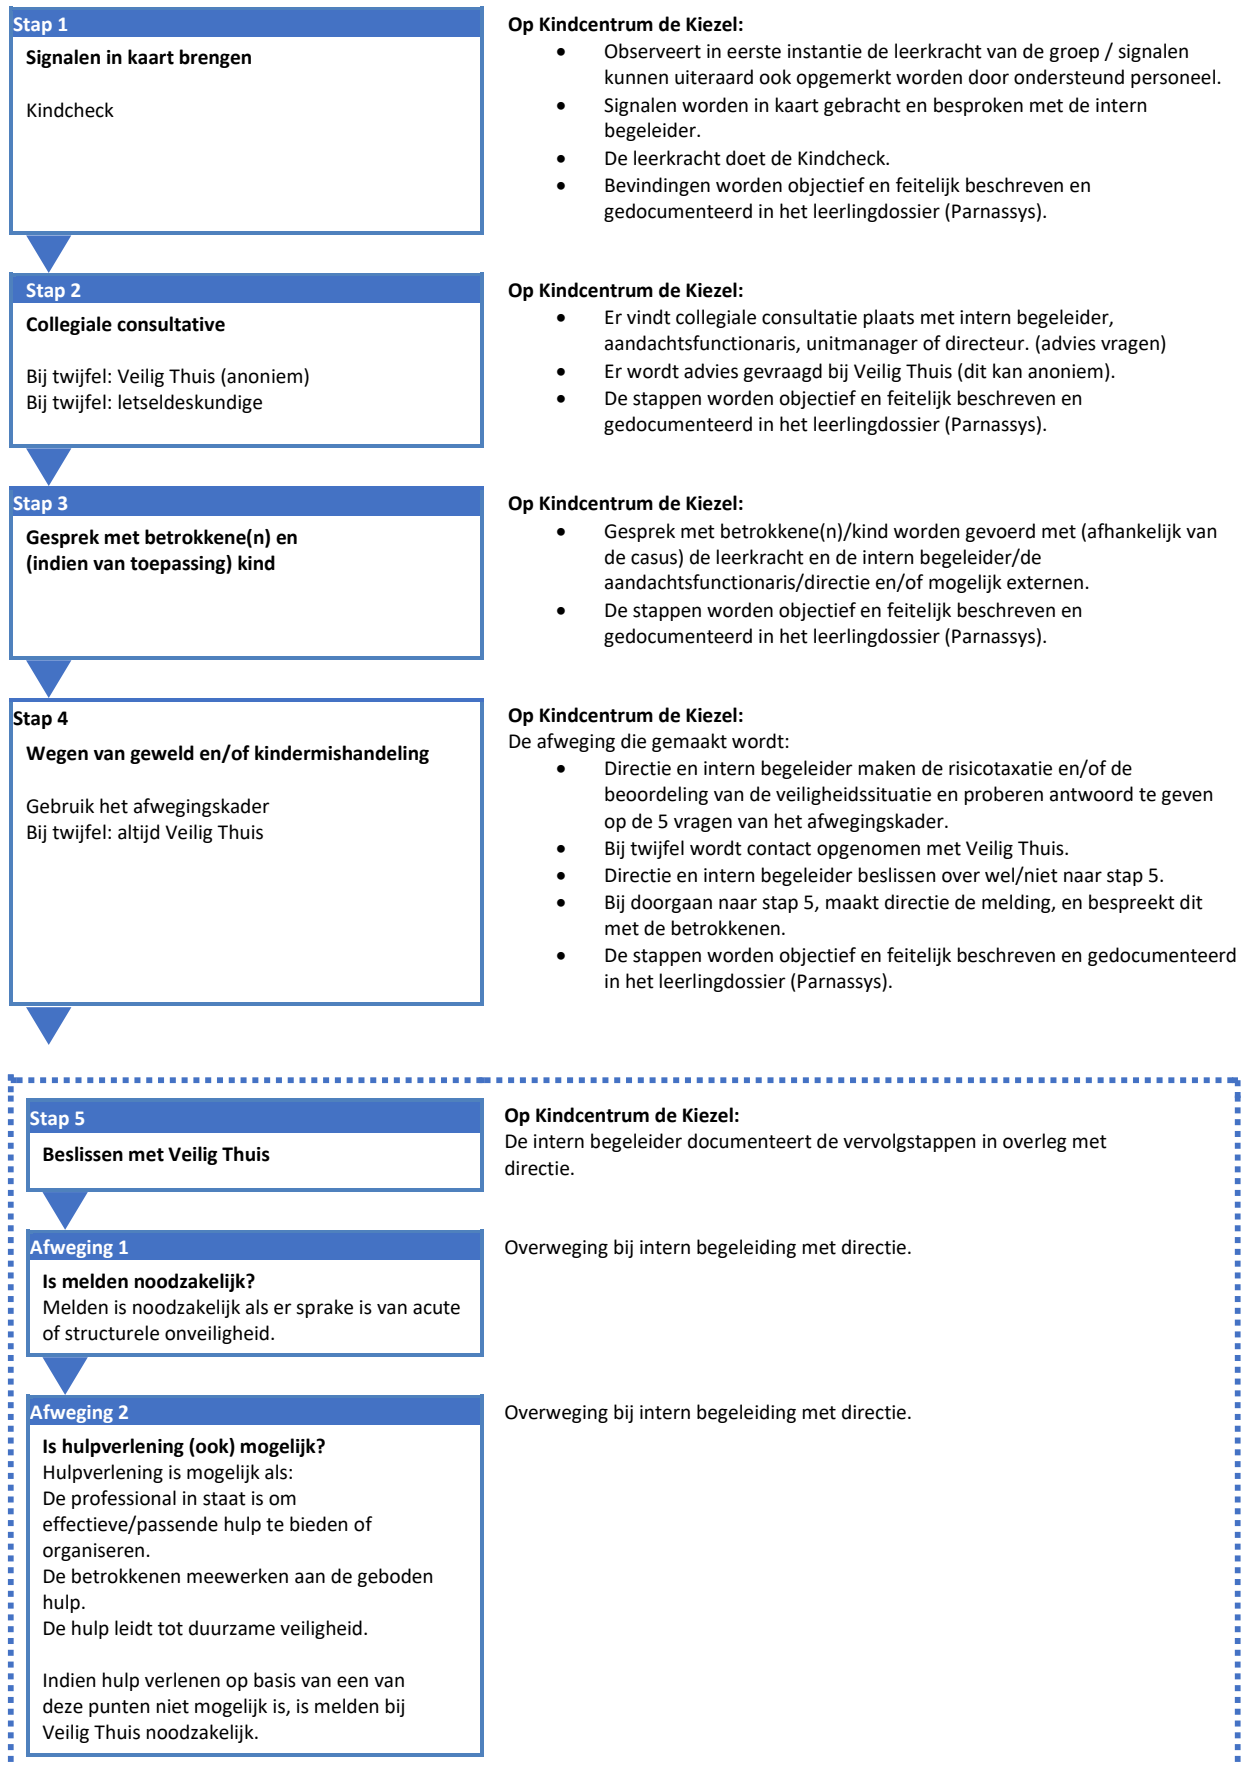 Stap 1
Signalen in kaart brengen
Kindcheck
Op Kindcentrum de Kiezel:
• Observeert in eerste instantie de leerkracht van de groep / signalen
kunnen uiteraard ook opgemerkt worden door ondersteund personeel.
• Signalen worden in kaart gebracht en besproken met de intern
begeleider.
• De leerkracht doet de Kindcheck.
• Bevindingen worden objectief en feitelijk beschreven en
gedocumenteerd in het leerlingdossier (Parnassys).
Stap 2
Collegiale consultative
Bij twijfel: Veilig Thuis (anoniem)
Bij twijfel: letseldeskundige
Op Kindcentrum de Kiezel:
• Er vindt collegiale consultatie plaats met intern begeleider,
aandachtsfunctionaris, unitmanager of directeur. (advies vragen)
• Er wordt advies gevraagd bij Veilig Thuis (dit kan anoniem).
• De stappen worden objectief en feitelijk beschreven en
gedocumenteerd in het leerlingdossier (Parnassys).
Stap 3
Gesprek met betrokkene(n) en
(indien van toepassing) kind
Op Kindcentrum de Kiezel:
• Gesprek met betrokkene(n)/kind worden gevoerd met (afhankelijk van
de casus) de leerkracht en de intern begeleider/de
aandachtsfunctionaris/directie en/of mogelijk externen.
• De stappen worden objectief en feitelijk beschreven en
gedocumenteerd in het leerlingdossier (Parnassys).
Stap 4
Wegen van geweld en/of kindermishandeling
Gebruik het afwegingskader
Bij twijfel: altijd Veilig Thuis
Op Kindcentrum de Kiezel:
De afweging die gemaakt wordt:
• Directie en intern begeleider maken de risicotaxatie en/of de
beoordeling van de veiligheidssituatie en proberen antwoord te geven
op de 5 vragen van het afwegingskader.
• Bij twijfel wordt contact opgenomen met Veilig Thuis.
• Directie en intern begeleider beslissen over wel/niet naar stap 5.
• Bij doorgaan naar stap 5, maakt directie de melding, en bespreekt dit
met de betrokkenen.
• De stappen worden objectief en feitelijk beschreven en gedocumenteerd
in het leerlingdossier (Parnassys).
Stap 5
Beslissen met Veilig Thuis
Op Kindcentrum de Kiezel:
De intern begeleider documenteert de vervolgstappen in overleg met
directie.
Afweging 1
Is melden noodzakelijk?
Melden is noodzakelijk als er sprake is van acute
of structurele onveiligheid.
Overweging bij intern begeleiding met directie.
Afweging 2
Is hulpverlening (ook) mogelijk?
Hulpverlening is mogelijk als:
De professional in staat is om
effectieve/passende hulp te bieden of
organiseren.
De betrokkenen meewerken aan de geboden
hulp.
De hulp leidt tot duurzame veiligheid.
Indien hulp verlenen op basis van een van
deze punten niet mogelijk is, is melden bij
Veilig Thuis noodzakelijk.
Overweging bij intern begeleiding met directie.